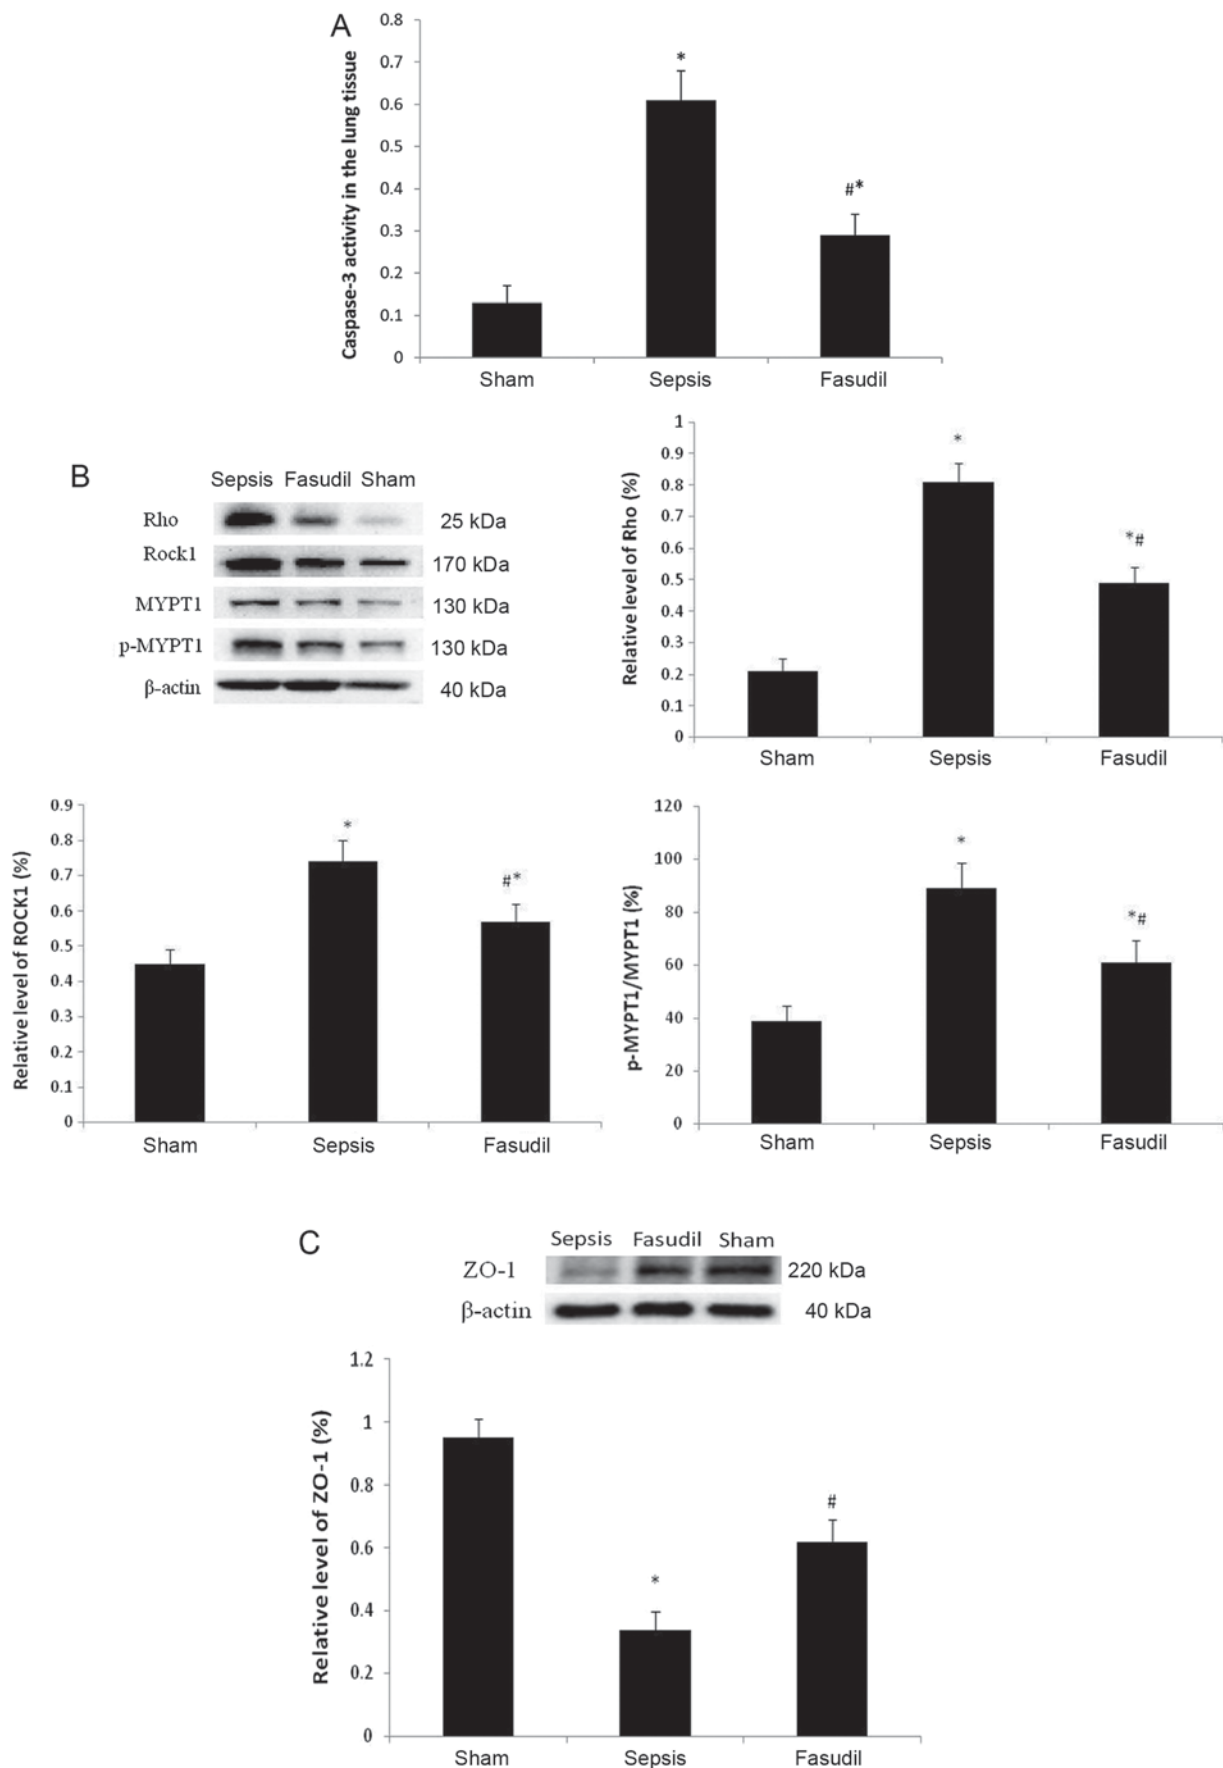 A
Caspase-3 activity in the lung tissue
0.8
0.7
0.6
0.5
0.4
0.3
0.2
0.1
0
*
#*
Sham Sepsis Fasudil
B
Sepsis Fasudil Sham
Rho 25 kDa
Rock1 170 kDa
MYPT1 130 kDa
p-MYPT1 130 kDa
β-actin 40 kDa
Relative level of Rho (%)
1
0.9
0.8
0.7
0.6
0.5
0.4
0.3
0.2
0.1
0
*
*#
Sham Sepsis Fasudil
Relative level of ROCK1 (%)
0.9
0.8
0.7
0.6
0.5
0.4
0.3
0.2
0.1
0
*
#*
Sham Sepsis Fasudil
p-MYPT1/MYPT1 (%)
120
100
80
60
40
20
0
*
*#
Sham Sepsis Fasudil
C
Sepsis Fasudil Sham
ZO-1 220 kDa
β-actin 40 kDa
Relative level of ZO-1 (%)
1.2
1
0.8
0.6
0.4
0.2
0
*
#
Sham Sepsis Fasudil